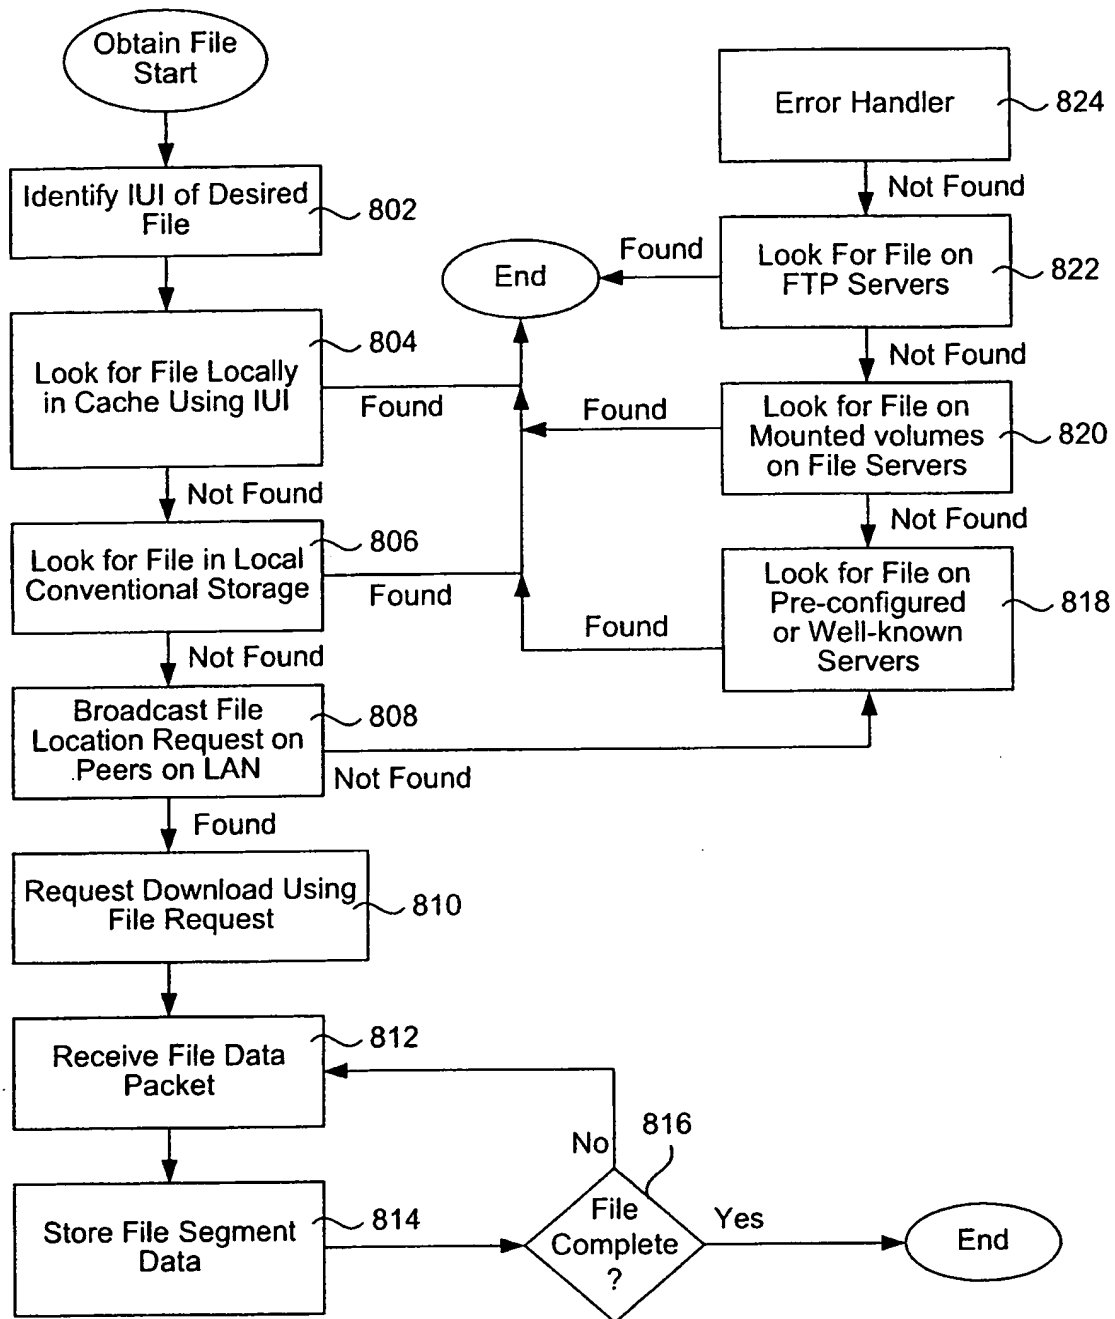 Obtain File
Start
Identify IUI of Desired
File
802
Look for File Locally
in Cache Using IUI
804
Found
Not Found
Look for File in Local
Conventional Storage
806
Found
Not Found
Broadcast File
Location Request on
Peers on LAN
808
Not Found
Found
Request Download Using
File Request
810
Receive File Data
Packet
812
Store File Segment
Data
814
No
816
File
Complete
?
Yes
End
Error Handler
824
Not Found
Look For File on
FTP Servers
822
Found
End
Not Found
Look for File on
Mounted volumes
on File Servers
820
Found
Not Found
Look for File on
Pre-configured
or Well-known
Servers
818
Found